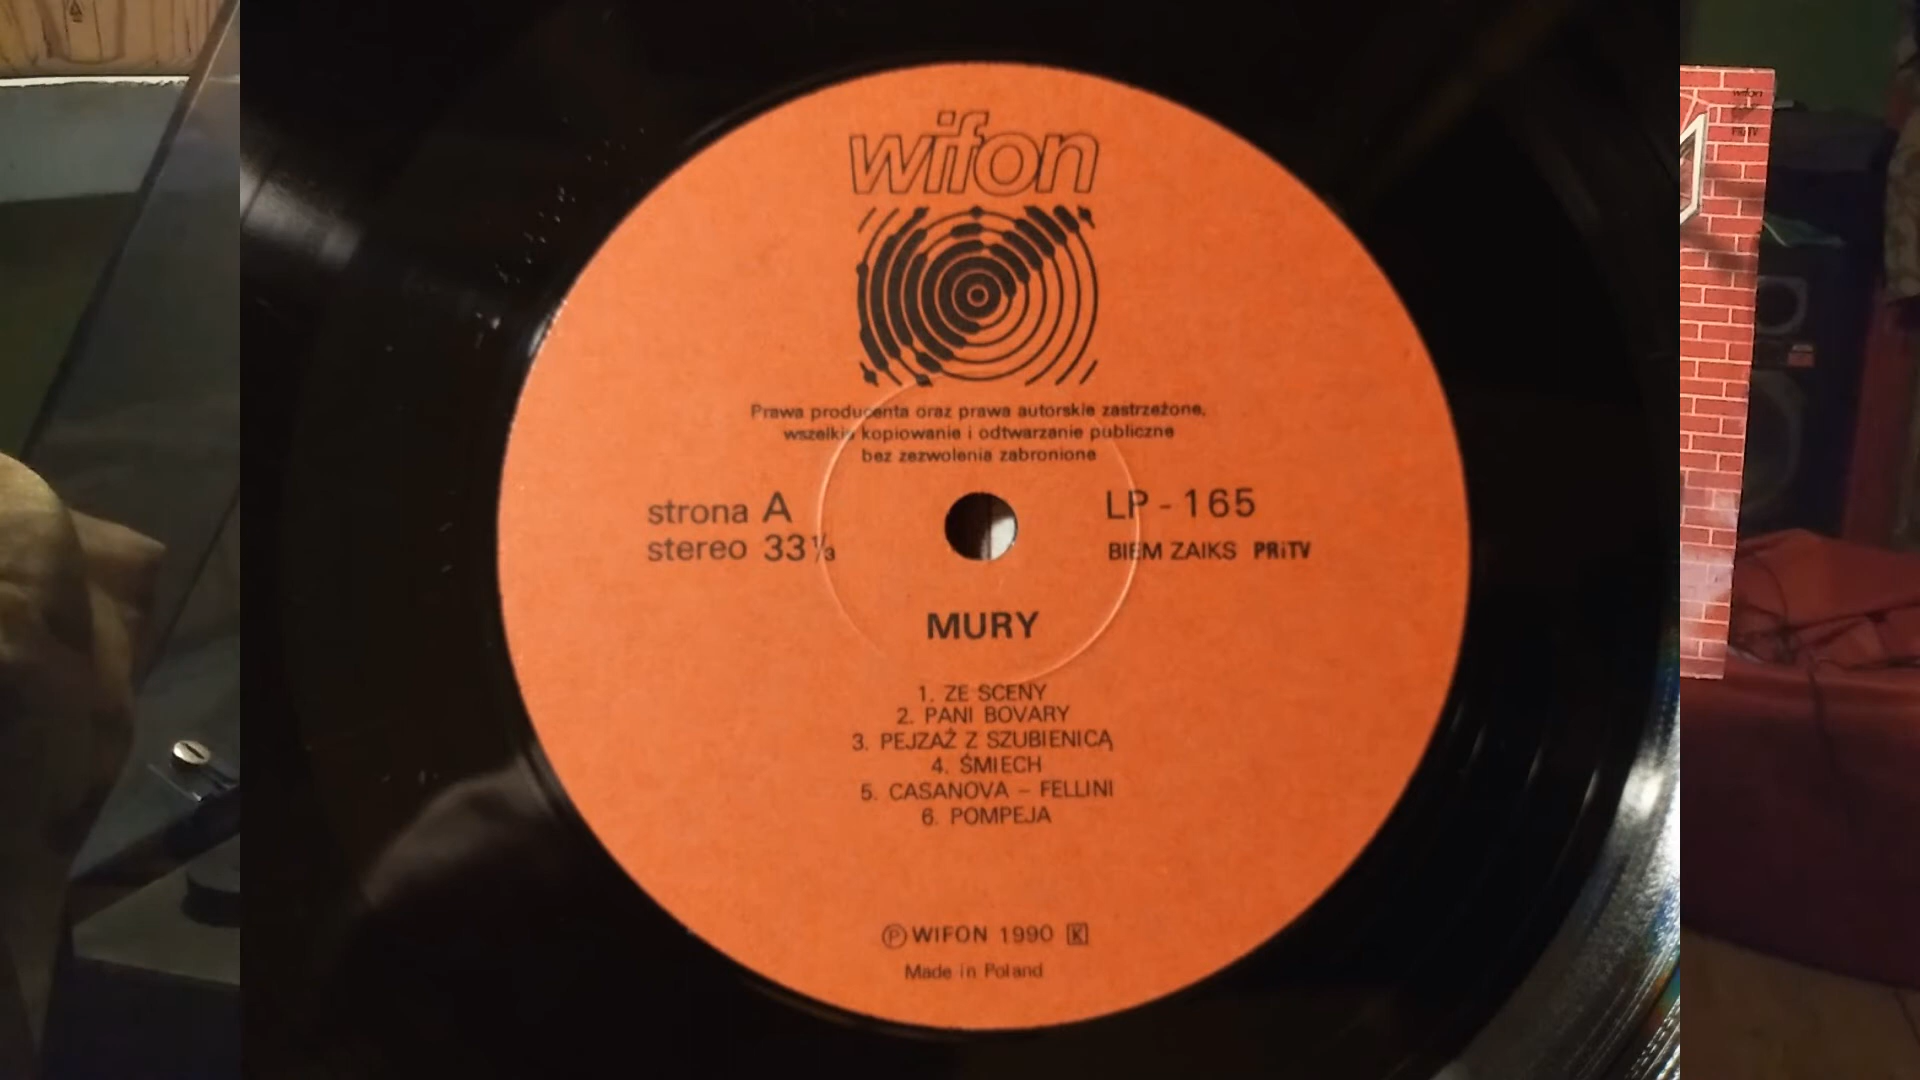 wifon
Prawa producenta oraz prawa autorskie zastrzeżone,
wszelkie kopiowanie i odtwarzanie publiczne
bez zezwolenia zabronione
strona A
stereo 33⅓
LP - 165
BIEM ZAIKS PRiTV
MURY
1. ZE SCENY
2. PANI BOVARY
3. PEJZAŻ Z SZUBIENICĄ
4. ŚMIECH
5. CASANOVA – FELLINI
6. POMPEJA
Ⓟ WIFON 1990 K
Made in Poland
wifon